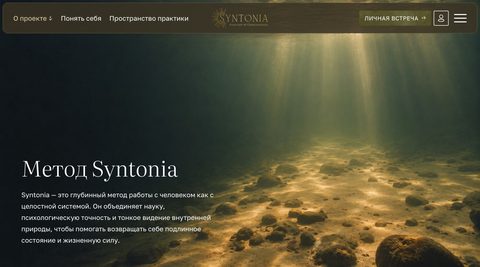 О проекте
Понять себя
Пространство практики
SYNTONIA
ЛИЧНАЯ ВСТРЕЧА →
Метод Syntonia
Syntonia — это глубинный метод работы с человеком как с
целостной системой. Он объединяет науку,
психологическую точность и тонкое видение внутренней
природы, чтобы помогать возвращать себе подлинное
состояние и жизненную силу.